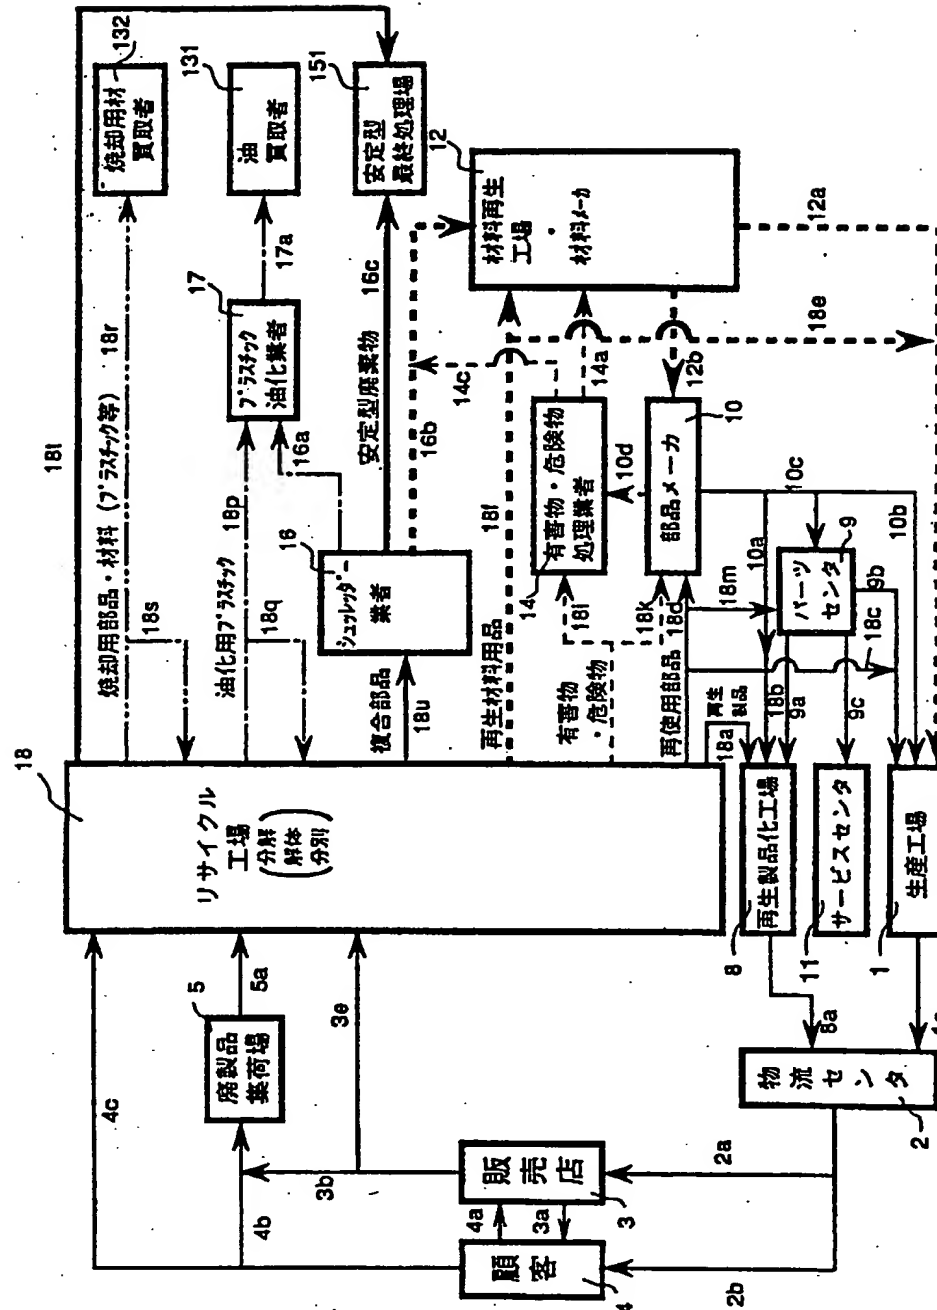 18t
焼却用材
買取者
132
焼却用部品・材料 (プラスチック等) 18r
18s
油
買取者
131
17a
17
プラスチック
油化業者
18p
油化用プラスチック
18q
16a
安定型
最終処理場
151
安定型廃棄物 16c
16
シュレッダー
業者
複合部品
18u
16b
14c
12
材料再生
工場
・
材料メーカ
12a
12b
18e
18f
再生材料用品
14
有害物・危険物
処理業者
14a
18i
有害物
・危険物
10d
10
部品メーカ
18k
18d
再使用部品
18m
10a
10c
10b
9
パーツ
センタ
9b
9a
9c
18b
18c
再生
製品
18a
18
リサイクル
工場
(分解
解体
分別)
4c
5
廃製品
集荷場
5a
3e
4b
3b
8
再生製品化工場
8a
11
サービスセンタ
1
生産工場
物流センタ
2
2a
2b
販売店
3
4a
3a
顧客